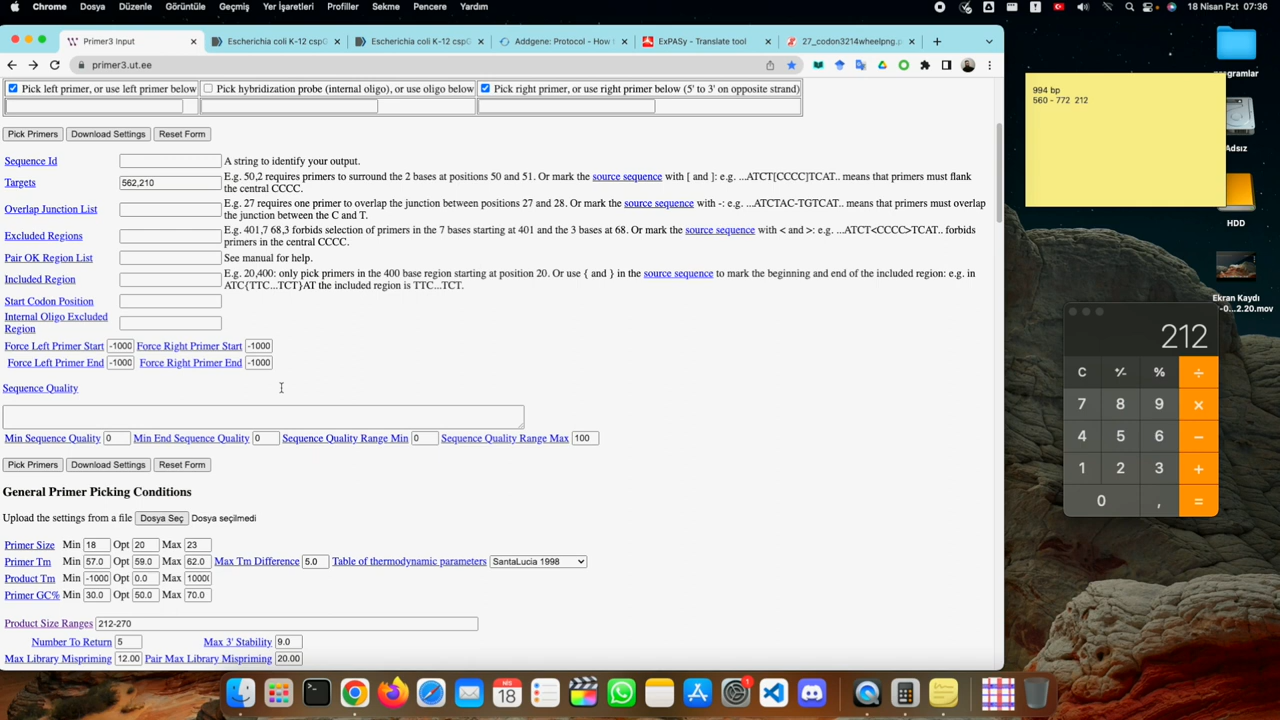 Chrome Dosya Düzenle Görüntüle Geçmiş Yer İşaretleri Profiller Sekme Pencere Yardım 18 Nisan Pzt 07:36
Primer3 Input × Escherichia coli K-12 cspG × Escherichia coli K-12 cspG × Addgene: Protocol - How × ExPASy - Translate tool × 27_codon3214wheelpng.p ×
primer3.ut.ee
Pick left primer, or use left primer below Pick hybridization probe (internal oligo), or use oligo below Pick right primer, or use right primer below (5' to 3' on opposite strand)
Pick Primers Download Settings Reset Form
Sequence Id A string to identify your output.
Targets 562,210 E.g. 50,2 requires primers to surround the 2 bases at positions 50 and 51. Or mark the source sequence with [ and ]: e.g. ...ATCT[CCCC]TCAT.. means that primers must flank
the central CCCC.
Overlap Junction List E.g. 27 requires one primer to overlap the junction between positions 27 and 28. Or mark the source sequence with -: e.g. ...ATCTAC-TGTCAT.. means that primers must overlap
the junction between the C and T.
Excluded Regions E.g. 401,7 68,3 forbids selection of primers in the 7 bases starting at 401 and the 3 bases at 68. Or mark the source sequence with < and >: e.g. ...ATCT<CCCC>TCAT.. forbids
primers in the central CCCC.
Pair OK Region List See manual for help.
Included Region E.g. 20,400: only pick primers in the 400 base region starting at position 20. Or use { and } in the source sequence to mark the beginning and end of the included region: e.g. in
ATC{TTC...TCT}AT the included region is TTC...TCT.
Start Codon Position
Internal Oligo Excluded
Region
Force Left Primer Start -1000 Force Right Primer Start -1000
Force Left Primer End -1000 Force Right Primer End -1000
Sequence Quality
Min Sequence Quality 0 Min End Sequence Quality 0 Sequence Quality Range Min 0 Sequence Quality Range Max 100
Pick Primers Download Settings Reset Form
General Primer Picking Conditions
Upload the settings from a file Dosya Seç Dosya seçilmedi
Primer Size Min 18 Opt 20 Max 23
Primer Tm Min 57.0 Opt 59.0 Max 62.0 Max Tm Difference 5.0 Table of thermodynamic parameters SantaLucia 1998
Product Tm Min -1000 Opt 0.0 Max 1000
Primer GC% Min 30.0 Opt 50.0 Max 70.0
Product Size Ranges 212-270
Number To Return 5 Max 3' Stability 9.0
Max Library Mispriming 12.00 Pair Max Library Mispriming 20.00
994 bp
560 - 772 212
Adsız
HDD
Ekran Kaydı
-0...2.20.mov
212
C +/- % ÷
7 8 9 ×
4 5 6 −
1 2 3 +
0 , =
NİS
18